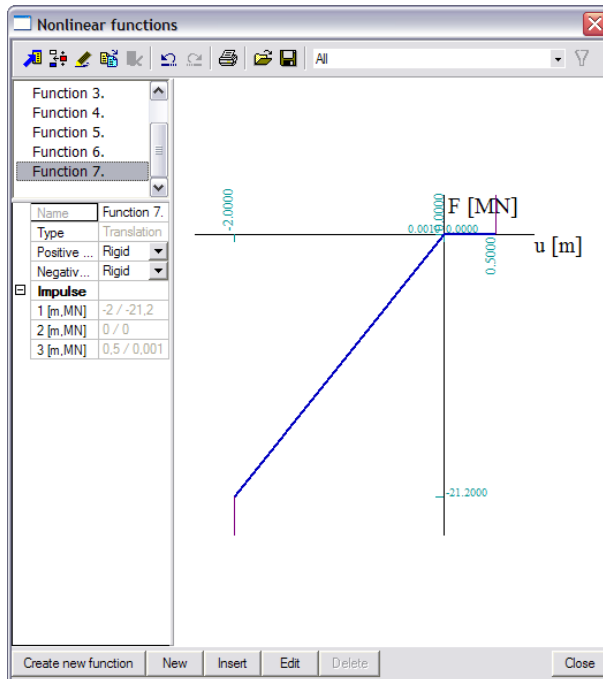 Nonlinear functions
All
Function 3.
Function 4.
Function 5.
Function 6.
Function 7.
Name Function 7.
Type Translation
Positive ... Rigid
Negativ... Rigid
Impulse
1 [m,MN] -2 / -21,2
2 [m,MN] 0 / 0
3 [m,MN] 0,5 / 0,001
-2.0000
0.0000
F [MN]
0.0010
0.0000
u [m]
0.5000
-21.2000
Create new function New Insert Edit Delete Close